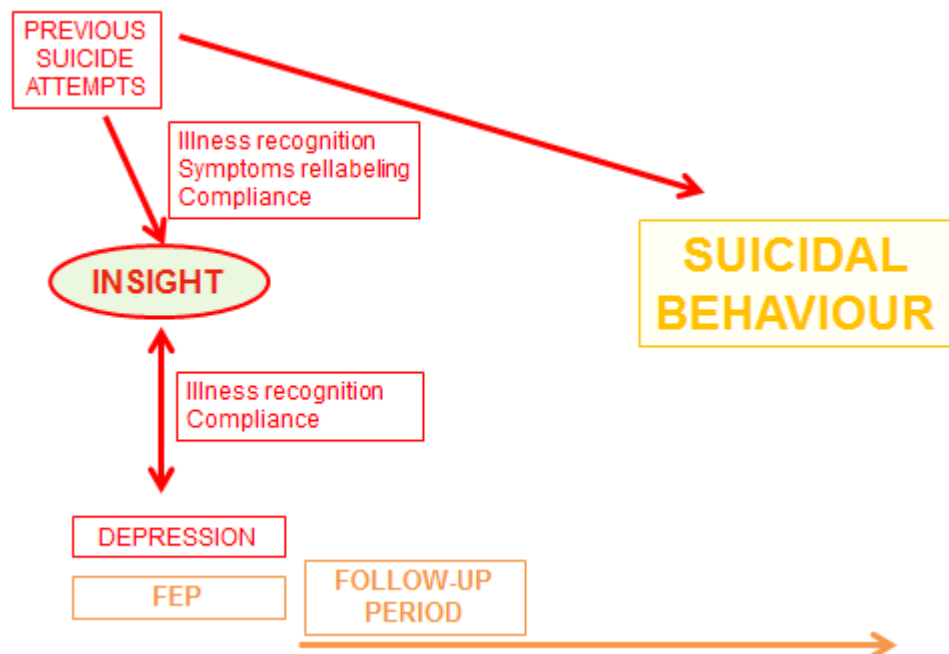 PREVIOUS
SUICIDE
ATTEMPTS
Illness recognition
Symptoms rellabeling
Compliance
INSIGHT
SUICIDAL
BEHAVIOUR
Illness recognition
Compliance
DEPRESSION
FEP
FOLLOW-UP
PERIOD